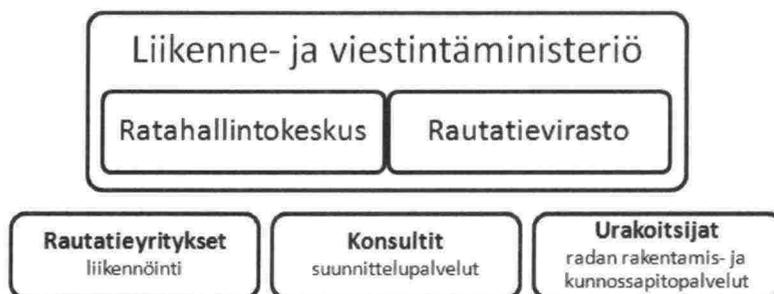 Liikenne- ja viestintäministeriö
Ratahallintokeskus
Rautatievirasto
Rautatieyritykset
liikennöinti
Konsultit
suunnittelupalvelut
Urakoitsijat
radan rakentamis- ja
kunnossapitopalvelut